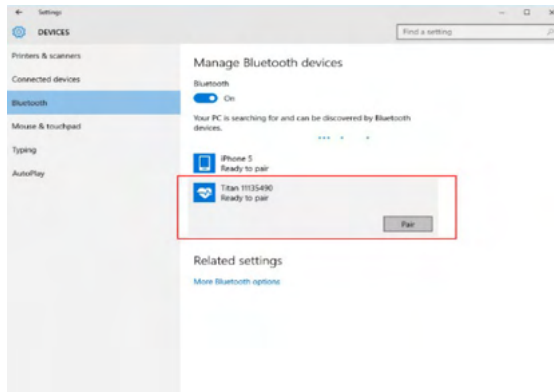 Settings
DEVICES
Find a setting
Printers & scanners
Connected devices
Bluetooth
Mouse & touchpad
Typing
AutoPlay
Manage Bluetooth devices
Bluetooth
On
Your PC is searching for and can be discovered by Bluetooth
devices.
iPhone 5
Ready to pair
Titan 11135490
Ready to pair
Pair
Related settings
More Bluetooth options